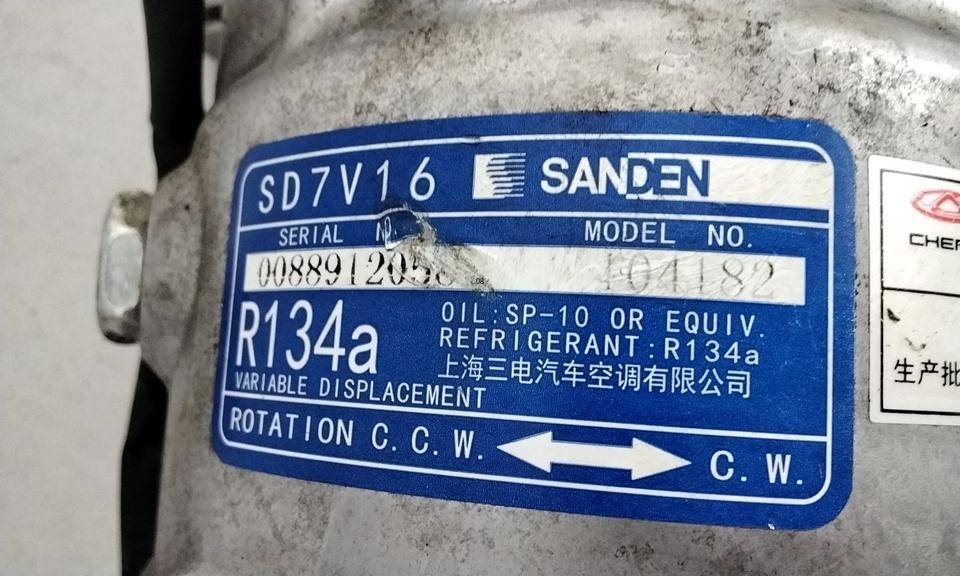 SD7V16 SANDEN
SERIAL MODEL NO.
104182
R134a
OIL:SP-10 OR EQUIV.
REFRIGERANT:R134a
上海三电汽车空调有限公司
VARIABLE DISPLACEMENT
ROTATION C.C.W. C.W.